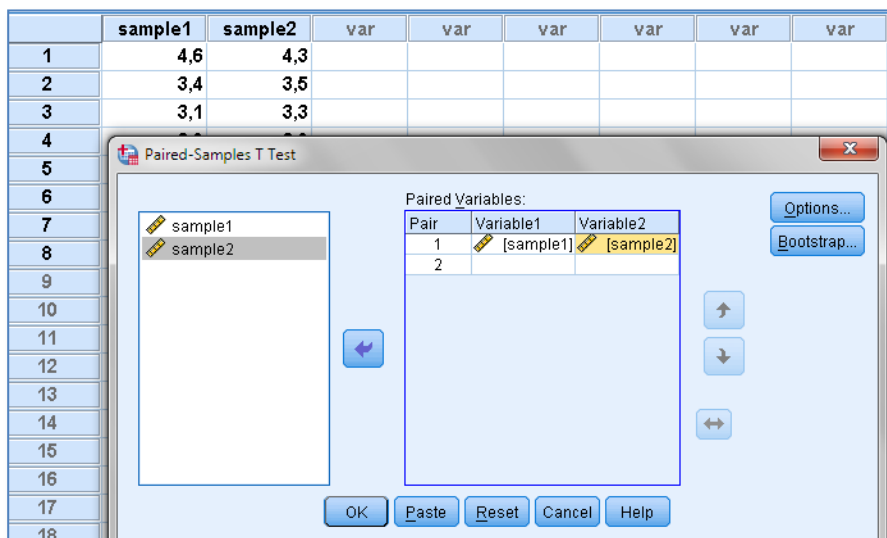 sample1 sample2 var var var var var var
1 4,6 4,3
2 3,4 3,5
3 3,1 3,3
4
Paired-Samples T Test
5
6 Paired Variables: Options...
7 sample1 Pair Variable1 Variable2
8 sample2 1 [sample1] [sample2] Bootstrap...
9 2
10
11
12
13
14
15
16
17 OK Paste Reset Cancel Help
18